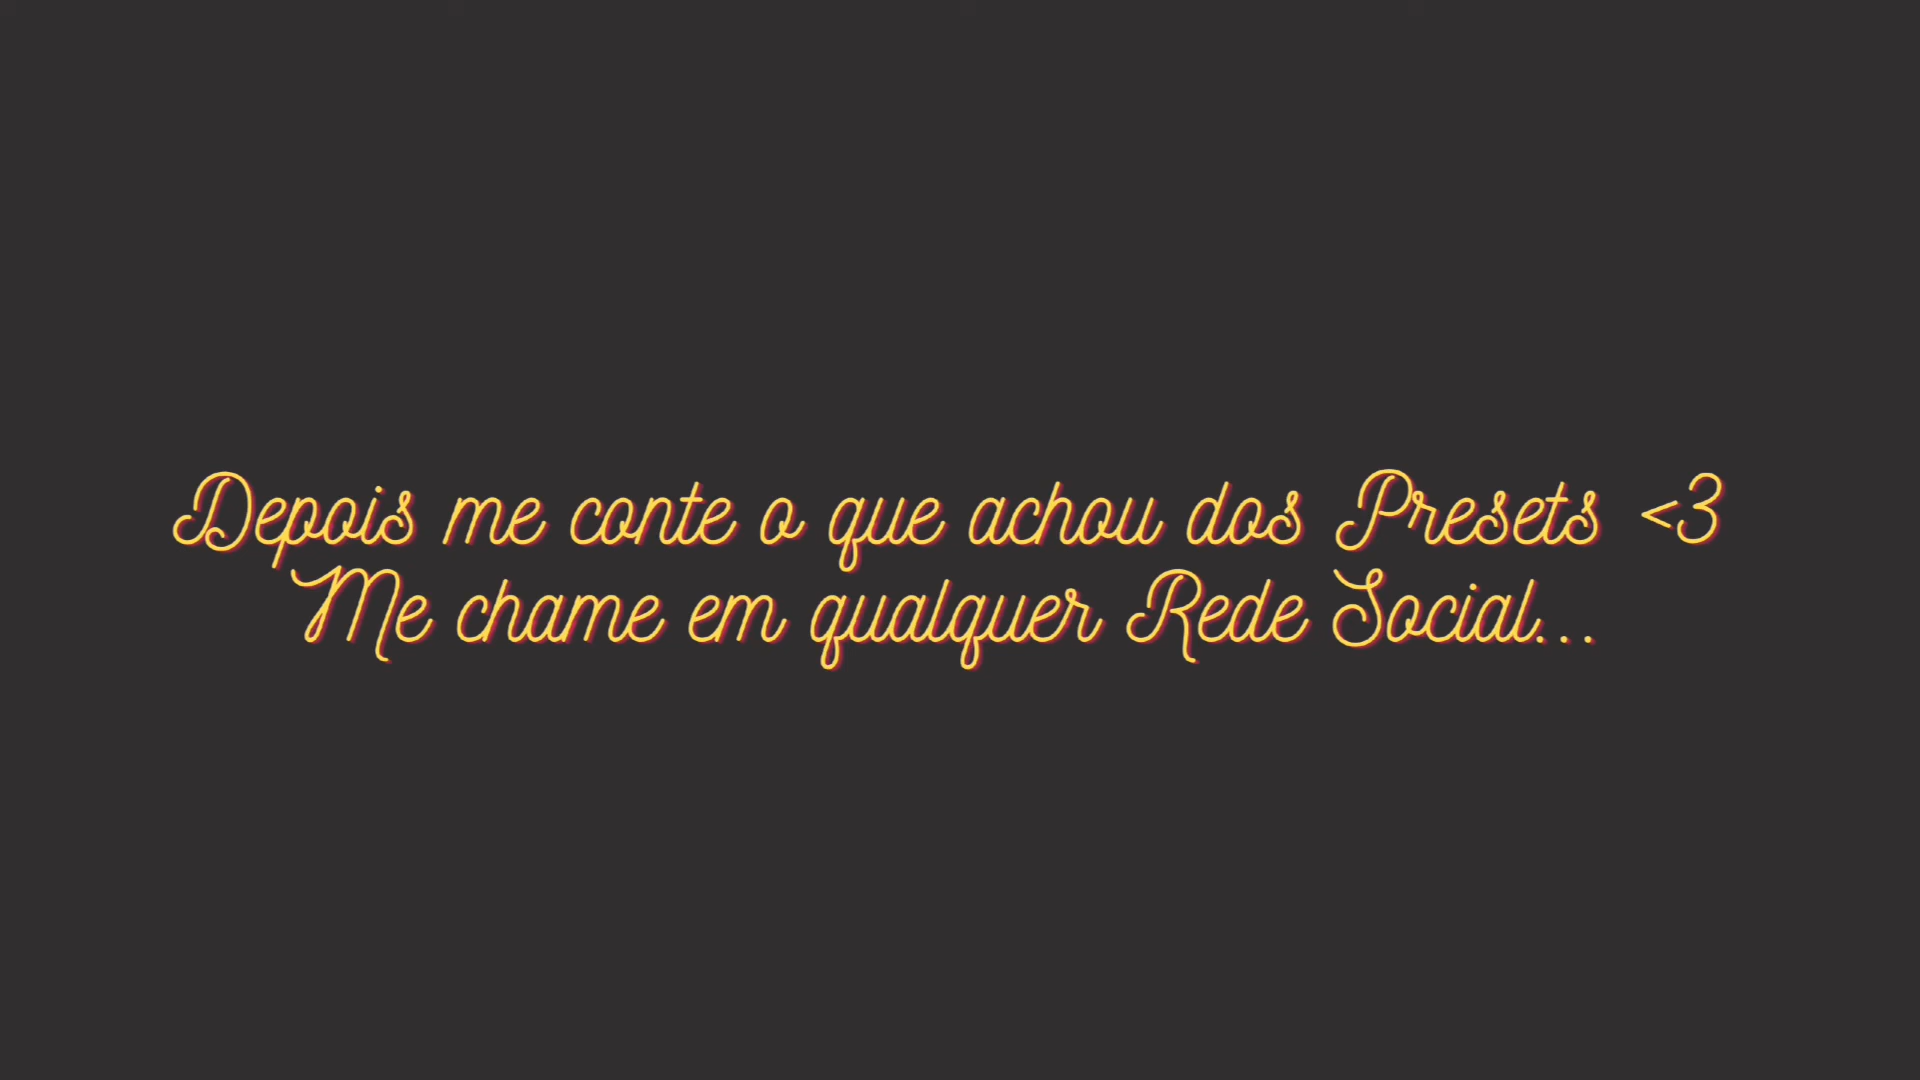 Depois me conte o que achou dos Presets <3
Me chame em qualquer Rede Social...